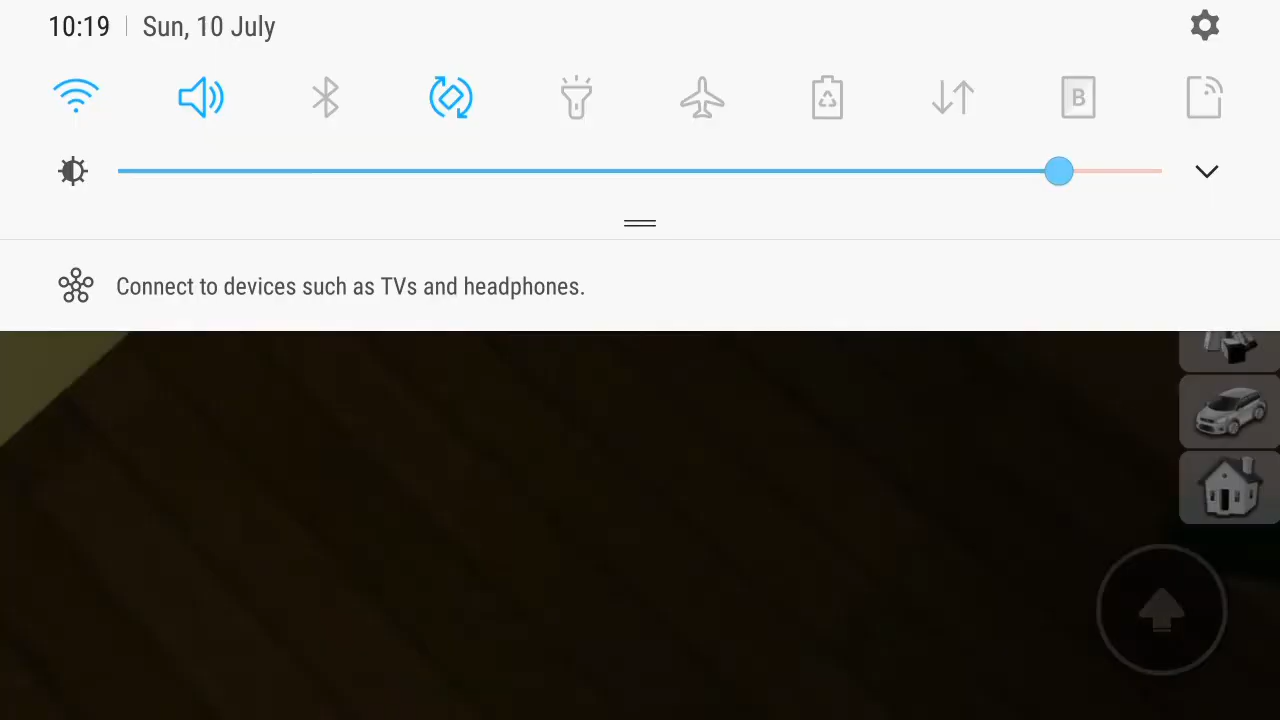 10:19 Sun, 10 July
B
Connect to devices such as TVs and headphones.